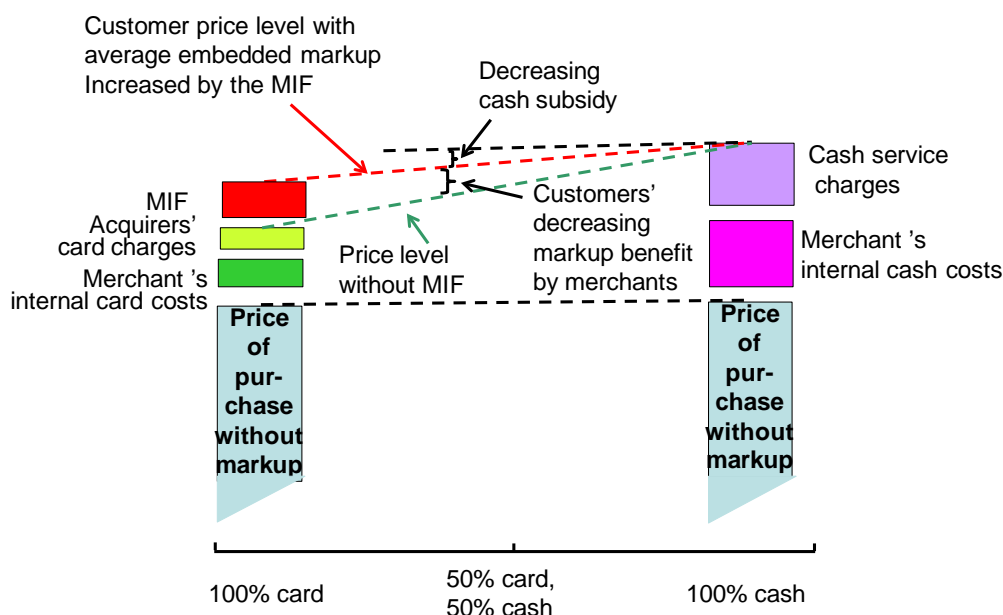 Customer price level with
average embedded markup
Increased by the MIF
Decreasing
cash subsidy
MIF
Acquirers'
card charges
Merchant 's
internal card costs
Price level
without MIF
Customers'
decreasing
markup benefit
by merchants
Cash service
charges
Merchant 's
internal cash costs
Price
of
pur-
chase
without
markup
Price
of
pur-
chase
without
markup
100% card
50% card,
50% cash
100% cash